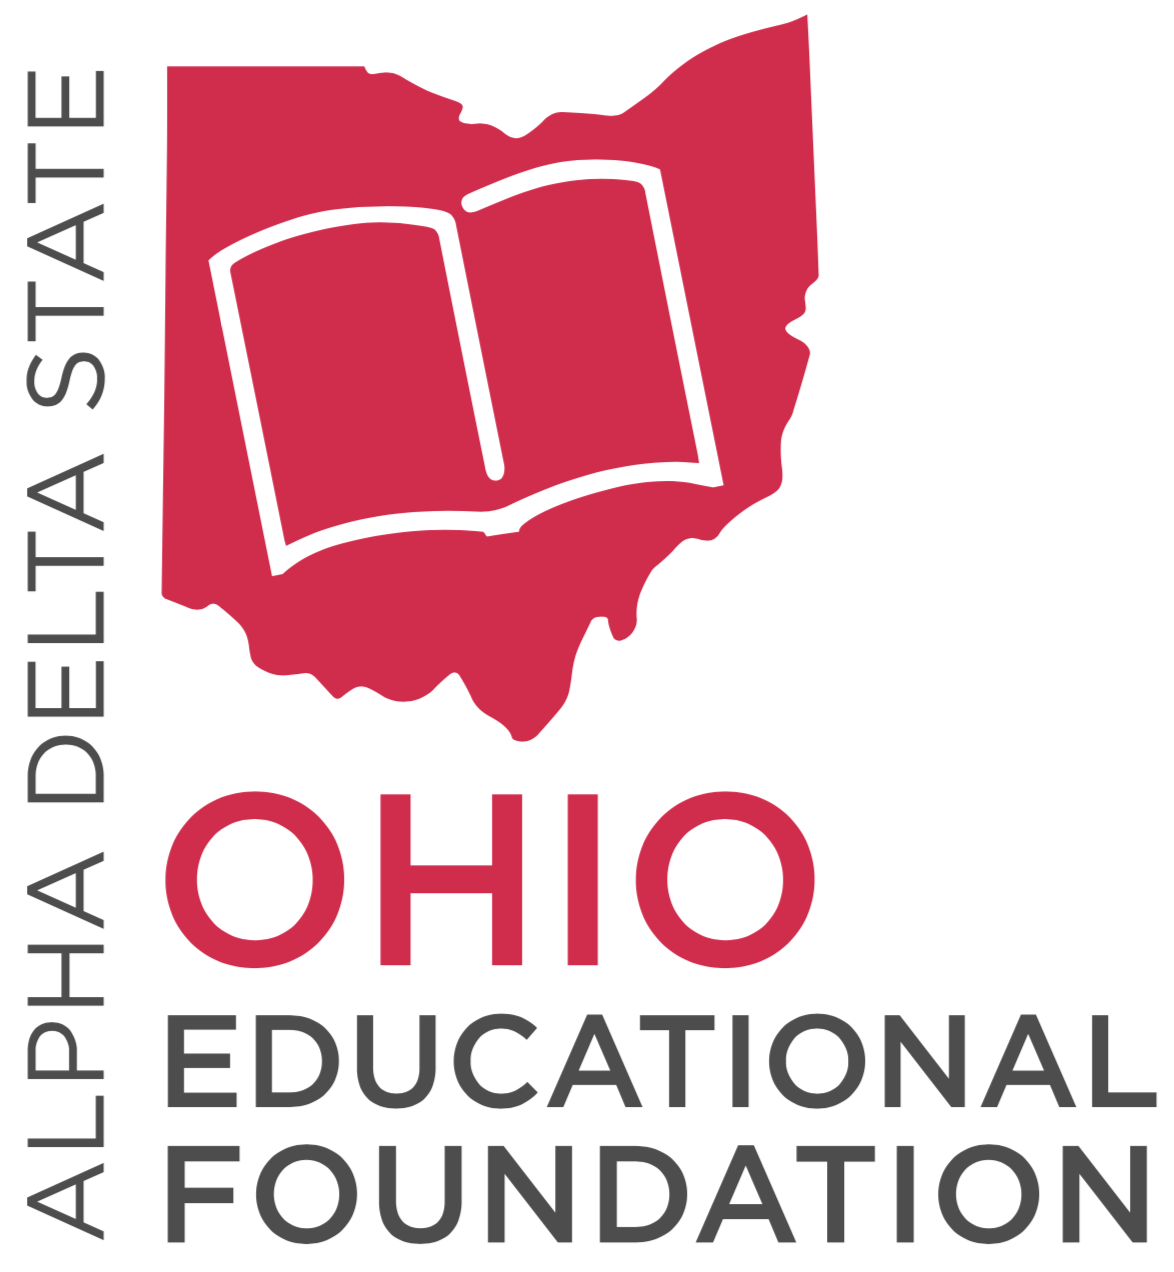 ALPHA DELTA STATE
OHIO
EDUCATIONAL
FOUNDATION